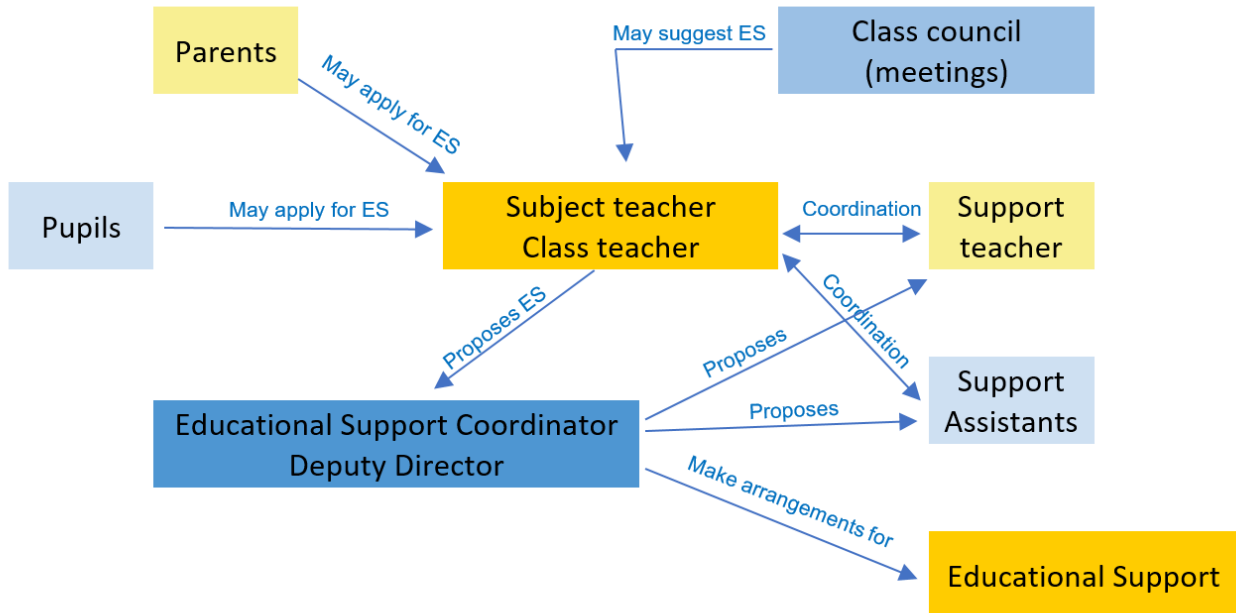 Parents
May suggest ES
Class council
(meetings)
May apply for ES
Pupils
May apply for ES
Subject teacher
Class teacher
Coordination
Support
teacher
Proposes ES
Coordination
Proposes
Support
Assistants
Proposes
Educational Support Coordinator
Deputy Director
Make arrangements for
Educational Support